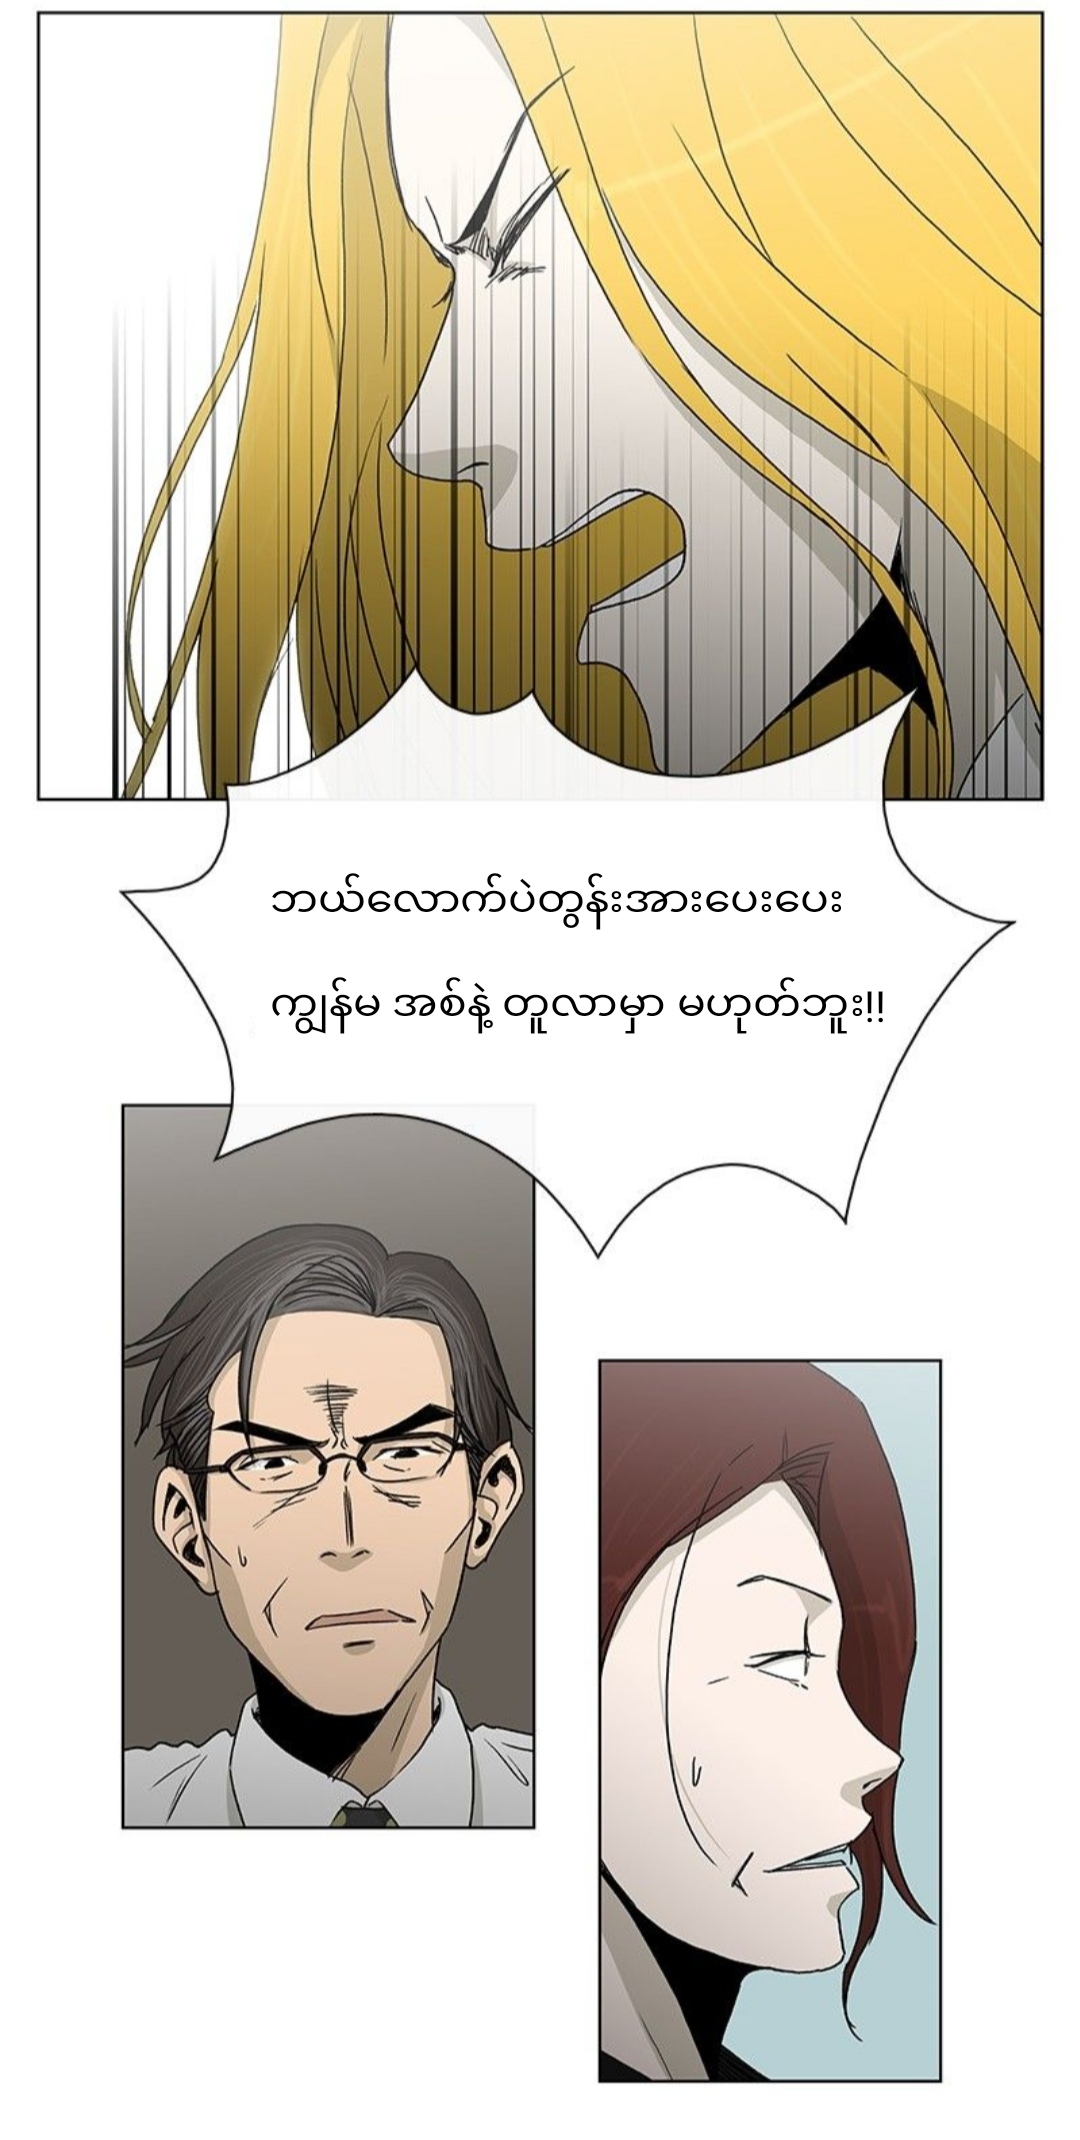 ဘယ်လောက်ပဲတွန်းအားပေးပေး
ကျွန်မ အစ်နဲ့ တူလာမှာ မဟုတ်ဘူး!!